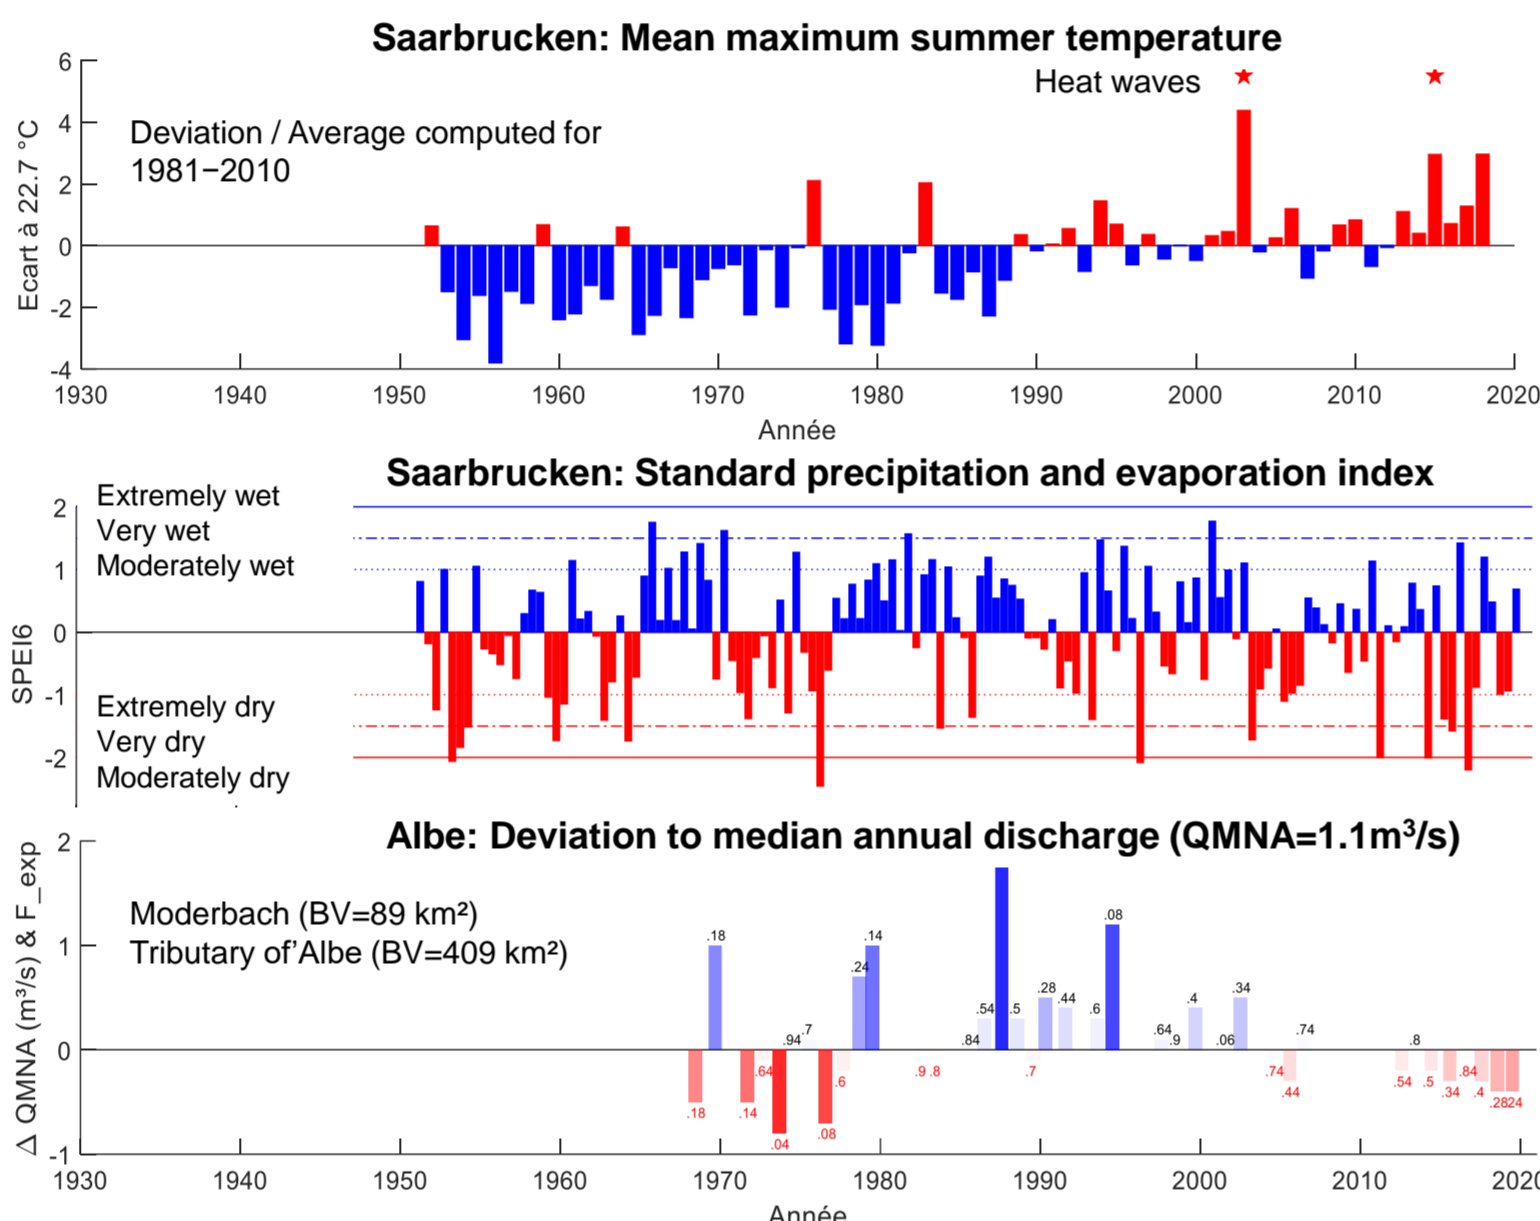 Saarbrucken: Mean maximum summer temperature
Heat waves
Deviation / Average computed for
1981−2010
Ecart à 22.7 °C
6
4
2
0
-2
-4
1930 1940 1950 1960 1970 1980 1990 2000 2010 2020
Année
Saarbrucken: Standard precipitation and evaporation index
Extremely wet
Very wet
Moderately wet
SPEI6
2
1
0
-1
-2
Extremely dry
Very dry
Moderately dry
Albe: Deviation to median annual discharge (QMNA=1.1m³/s)
Moderbach (BV=89 km²)
Tributary of'Albe (BV=409 km²)
Δ QMNA (m³/s) & F_exp
2
1
0
-1
.18 .24 .14 .08
.94 .7 .84 .54 .5 .28 .44 .6 .64 .9 .4 .06 .34 .74 .8
.18 .14 .64 .04 .08 .6 .9 .8 .7 .74 .44 .54 .5 .34 .84 .4 .28 24
1930 1940 1950 1960 1970 1980 1990 2000 2010 2020
Année